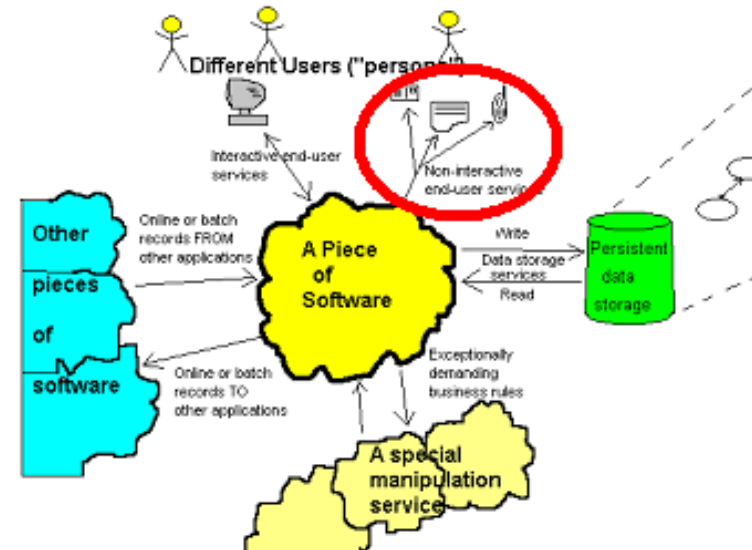 Different Users ("persons")
Interactive end-user
services
Non-interactive
end-user
Other
pieces
of
software
Online or batch
records FROM
other applications
A Piece
of
Software
Write
Data storage
services
Read
Persistent
data
storage
Online or batch
records TO
other applications
Exceptionally
demanding
business rules
A special
manipulation
service